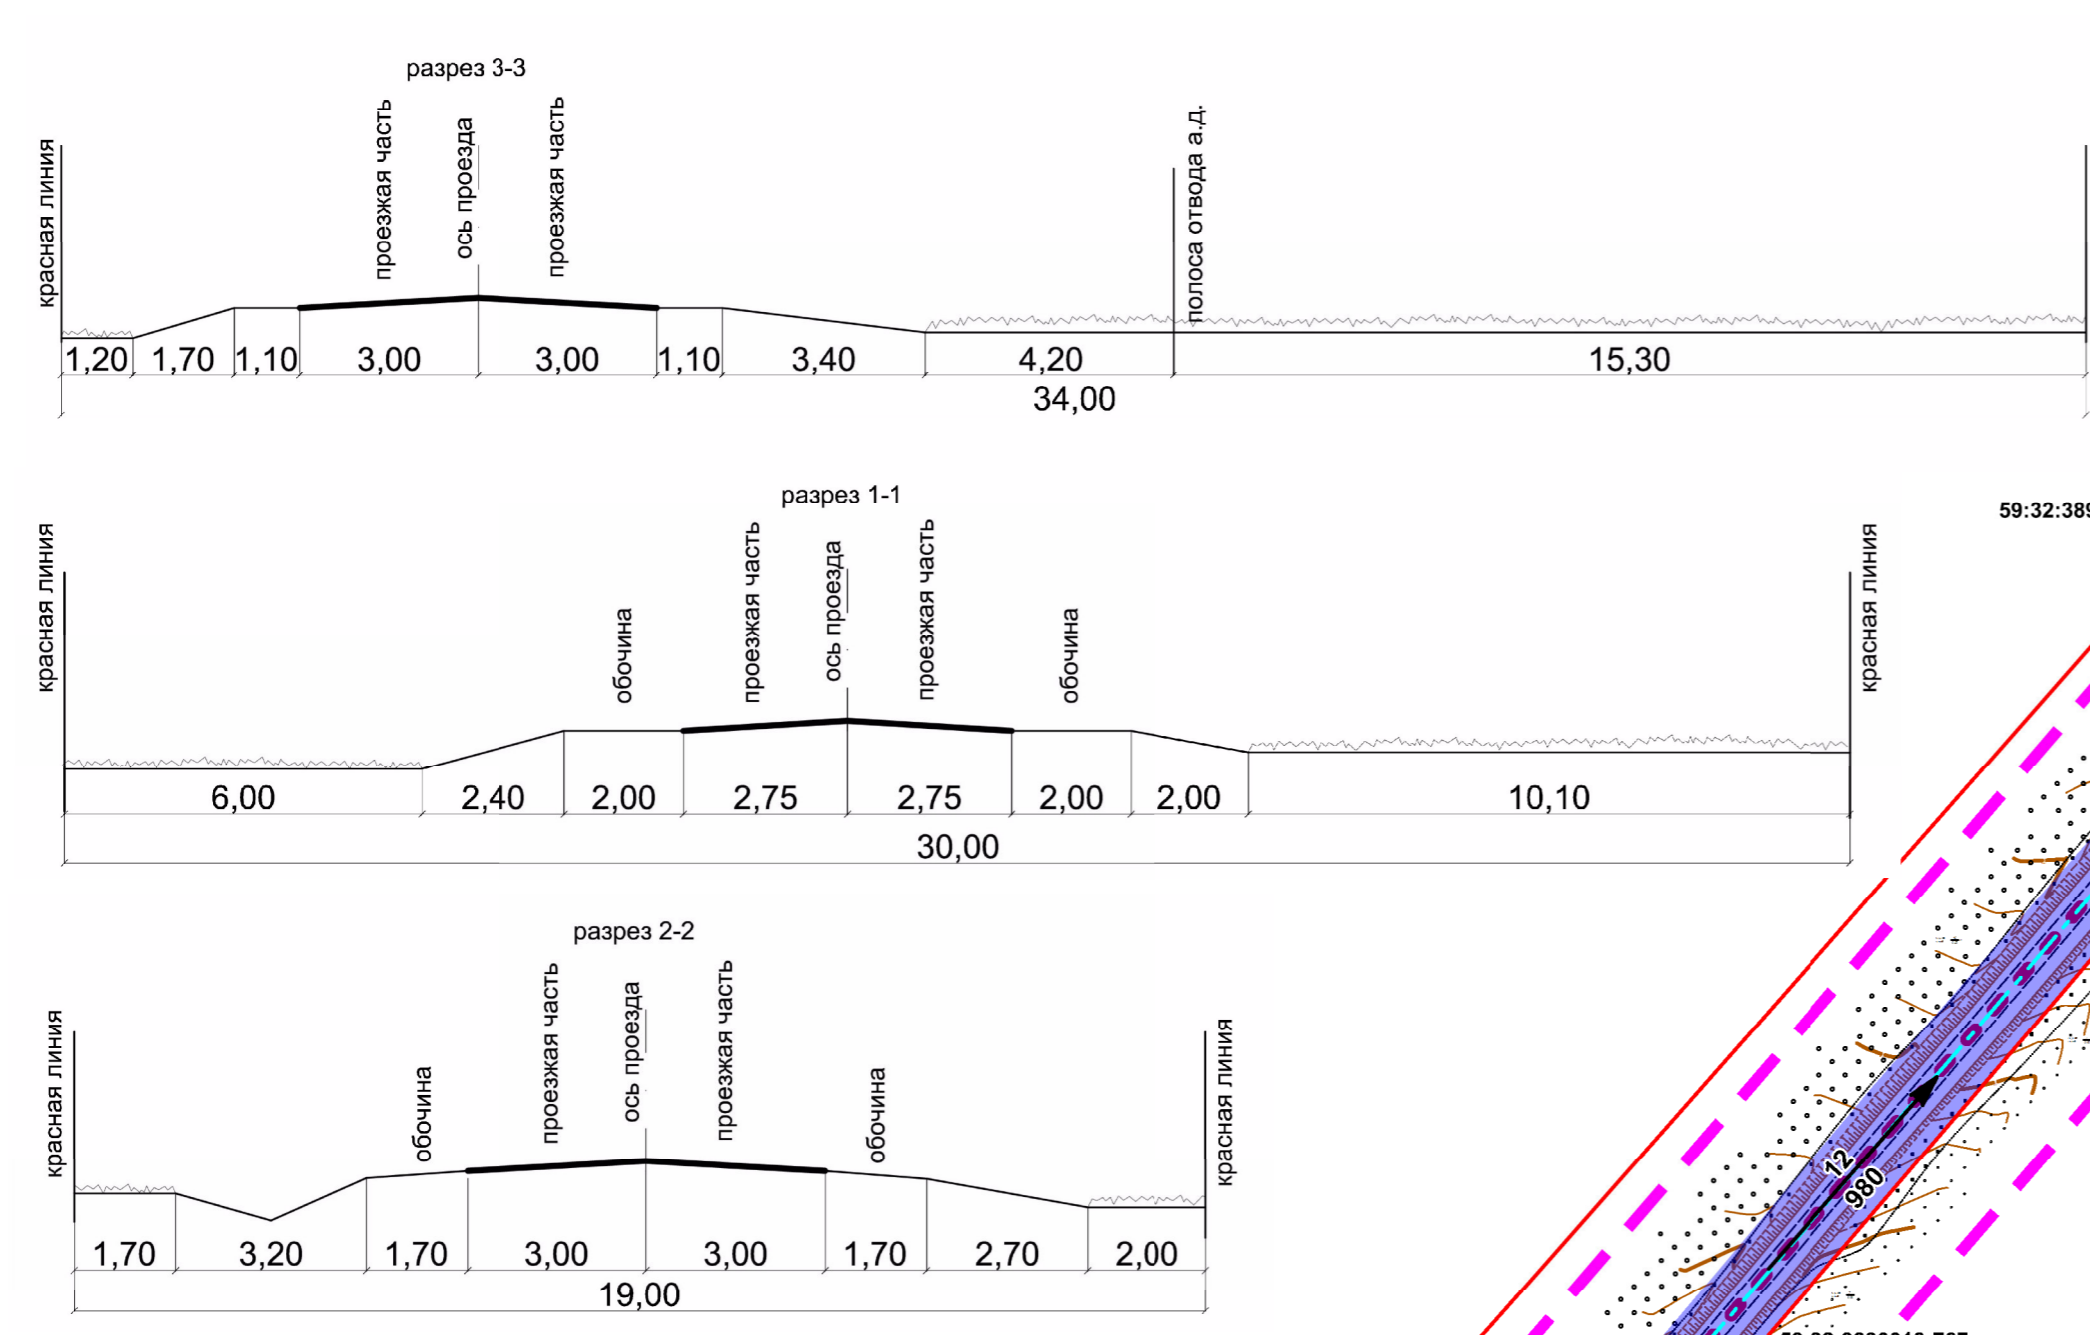 разрез 3-3
красная линия
проезжая часть
ось проезда
проезжая часть
полоса отвода а.д.
1,20 1,70 1,10 3,00 3,00 1,10 3,40 4,20 15,30
34,00
разрез 1-1
59:32:389
красная линия
обочина
проезжая часть
ось проезда
проезжая часть
обочина
красная линия
6,00 2,40 2,00 2,75 2,75 2,00 2,00 10,10
30,00
разрез 2-2
красная линия
обочина
проезжая часть
ось проезда
проезжая часть
обочина
красная линия
1,70 3,20 1,70 3,00 3,00 1,70 2,70 2,00
19,00
12
980